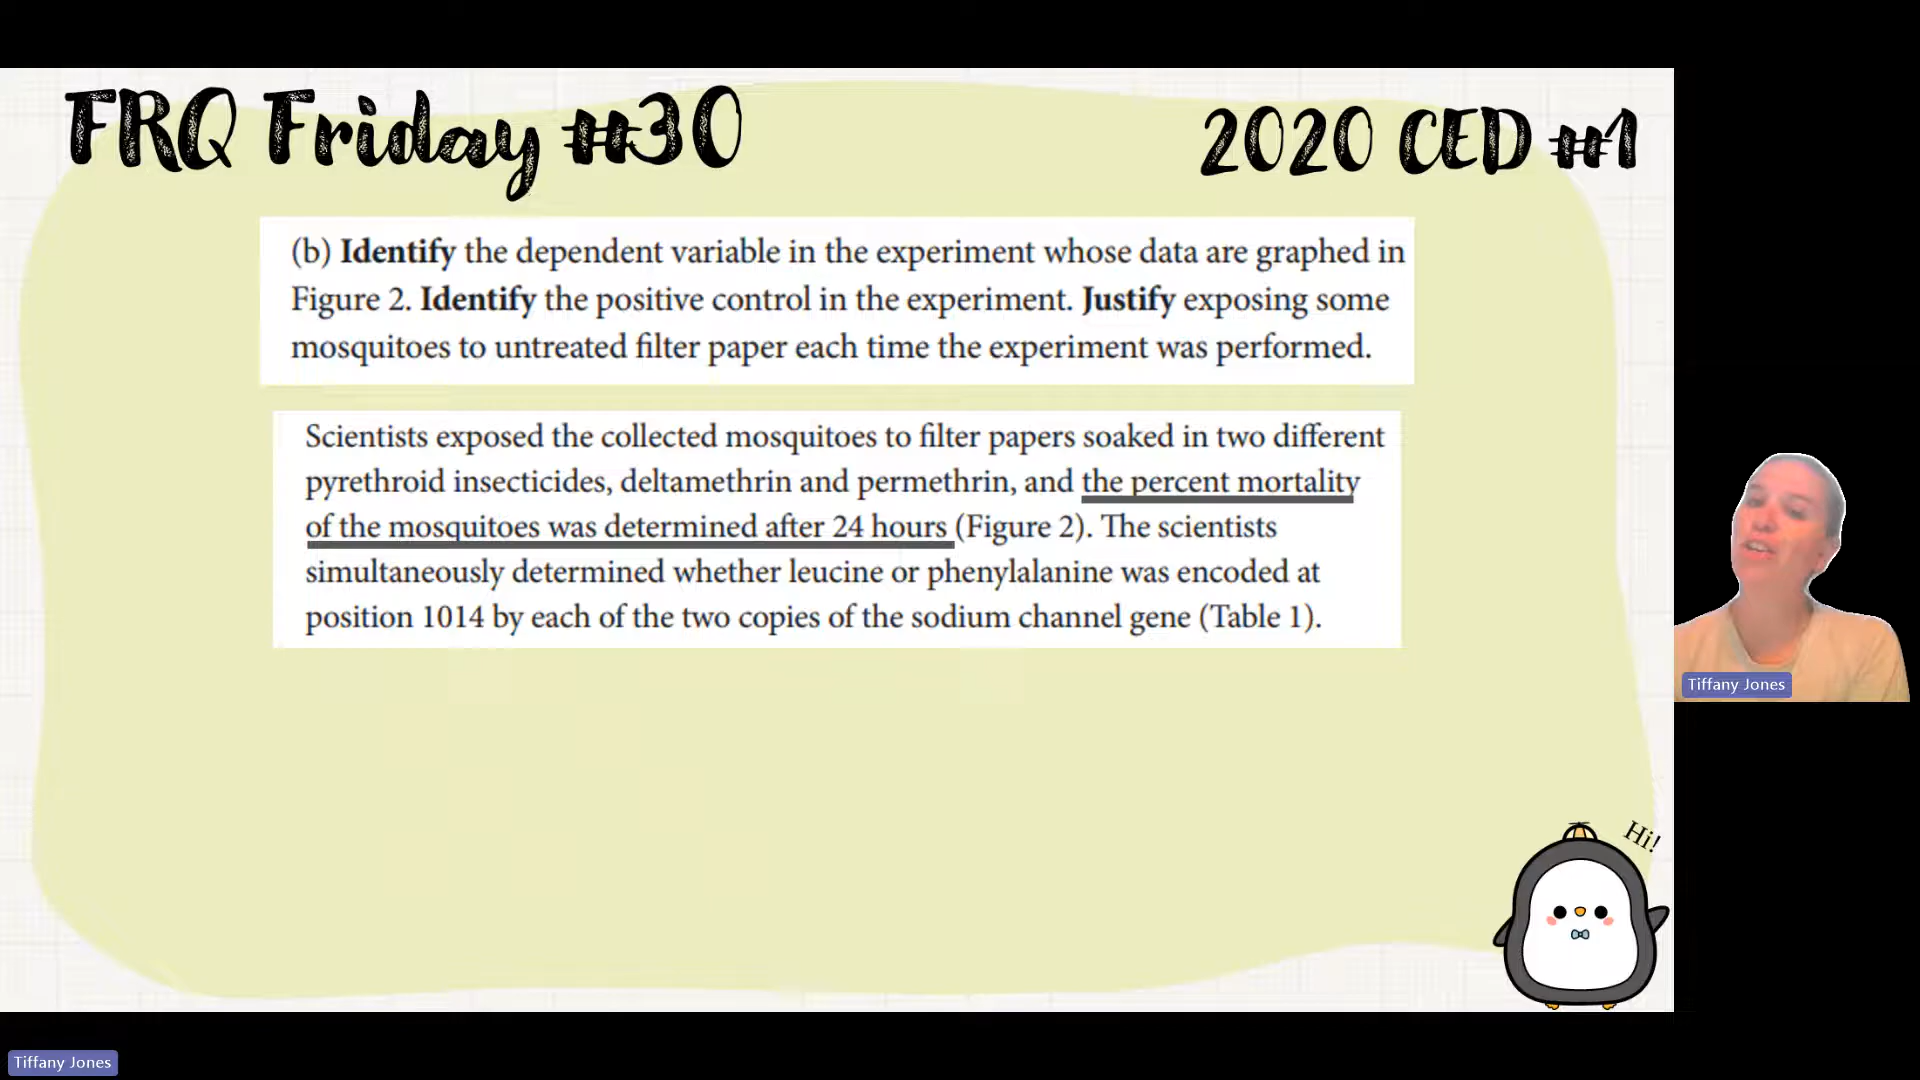 FRQ Friday #30
2020 CED #1
(b) Identify the dependent variable in the experiment whose data are graphed in
Figure 2. Identify the positive control in the experiment. Justify exposing some
mosquitoes to untreated filter paper each time the experiment was performed.
Scientists exposed the collected mosquitoes to filter papers soaked in two different
pyrethroid insecticides, deltamethrin and permethrin, and the percent mortality
of the mosquitoes was determined after 24 hours (Figure 2). The scientists
simultaneously determined whether leucine or phenylalanine was encoded at
position 1014 by each of the two copies of the sodium channel gene (Table 1).
Tiffany Jones
Hi!
Tiffany Jones